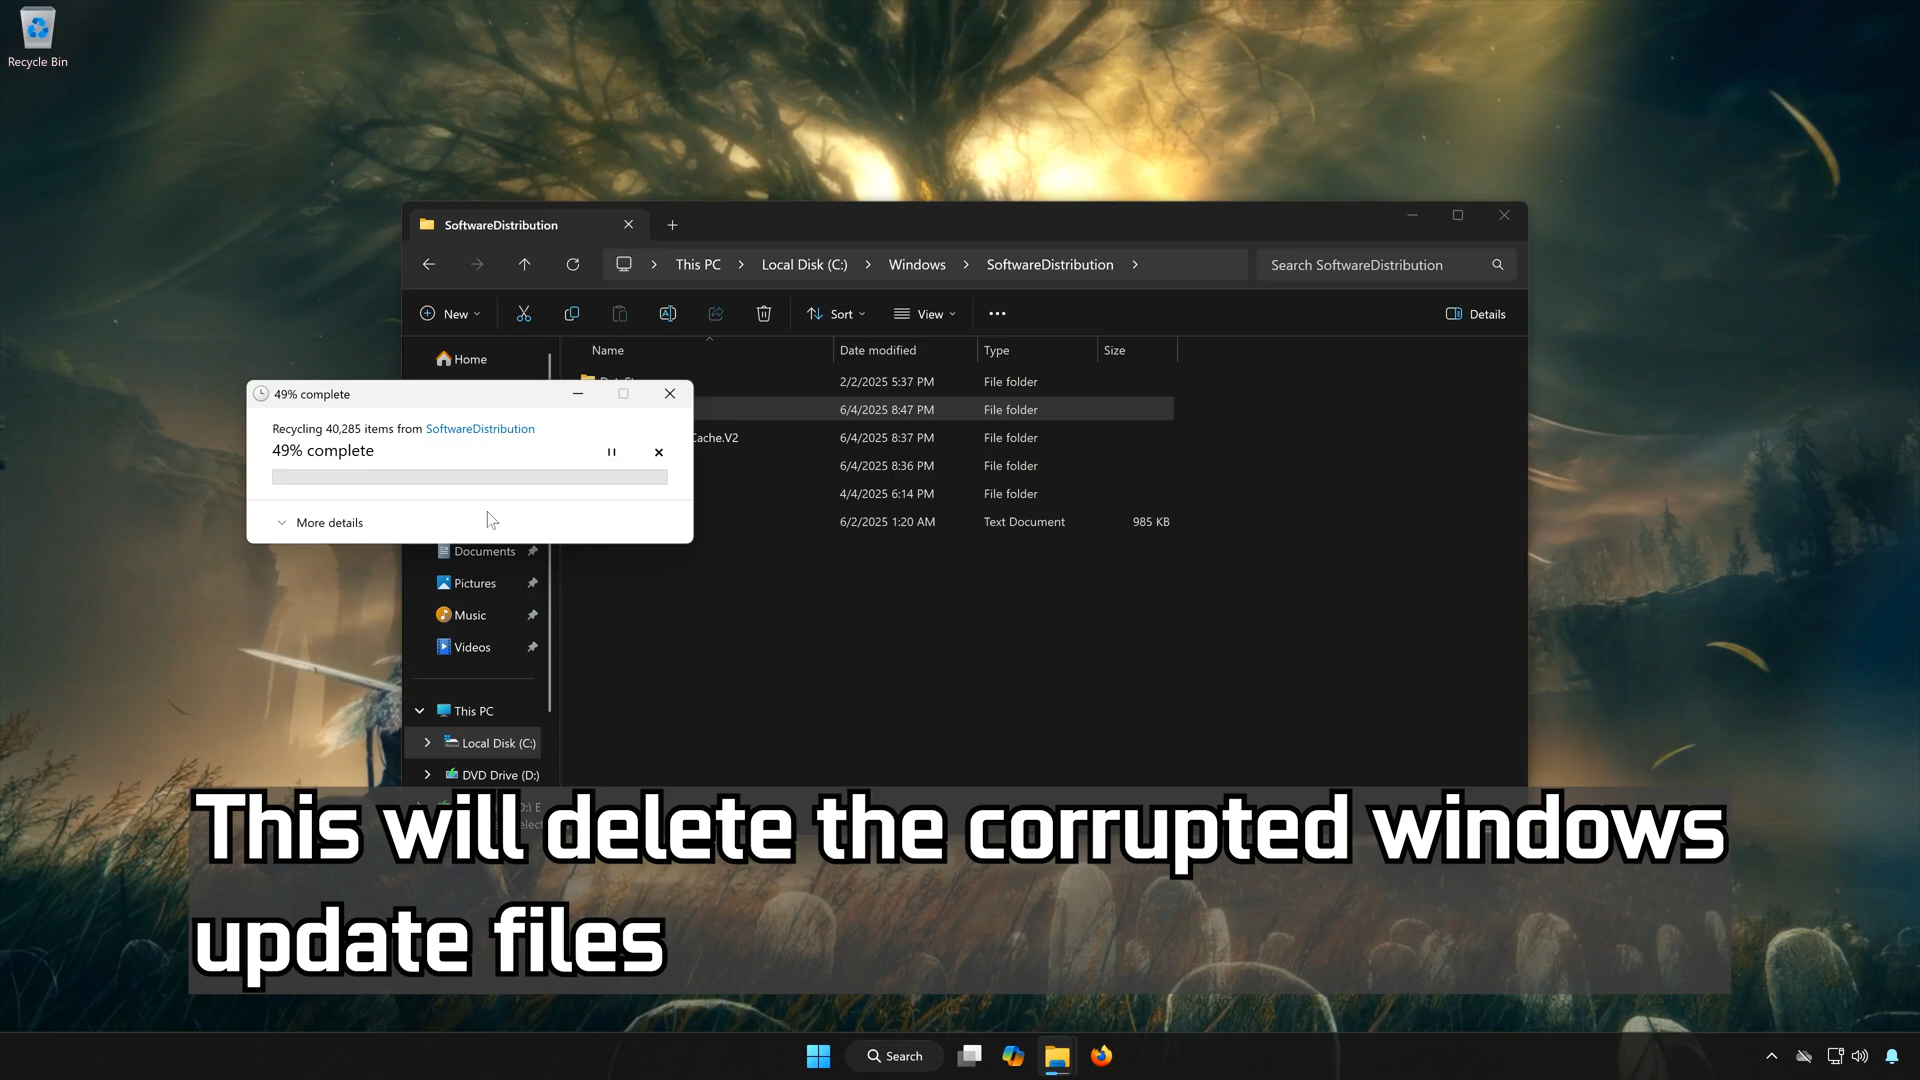 Recycle Bin
SoftwareDistribution
This PC
Local Disk (C:)
Windows
SoftwareDistribution
Search SoftwareDistribution
New
Sort
View
Details
Name
Date modified
Type
Size
Home
2/2/2025 5:37 PM File folder
6/4/2025 8:47 PM File folder
Cache.V2 6/4/2025 8:37 PM File folder
6/4/2025 8:36 PM File folder
4/4/2025 6:14 PM File folder
6/2/2025 1:20 AM Text Document 985 KB
49% complete
Recycling 40,285 items from SoftwareDistribution
49% complete
More details
Documents
Pictures
Music
Videos
This PC
Local Disk (C:)
DVD Drive (D:)
This will delete the corrupted windows
update files
Search